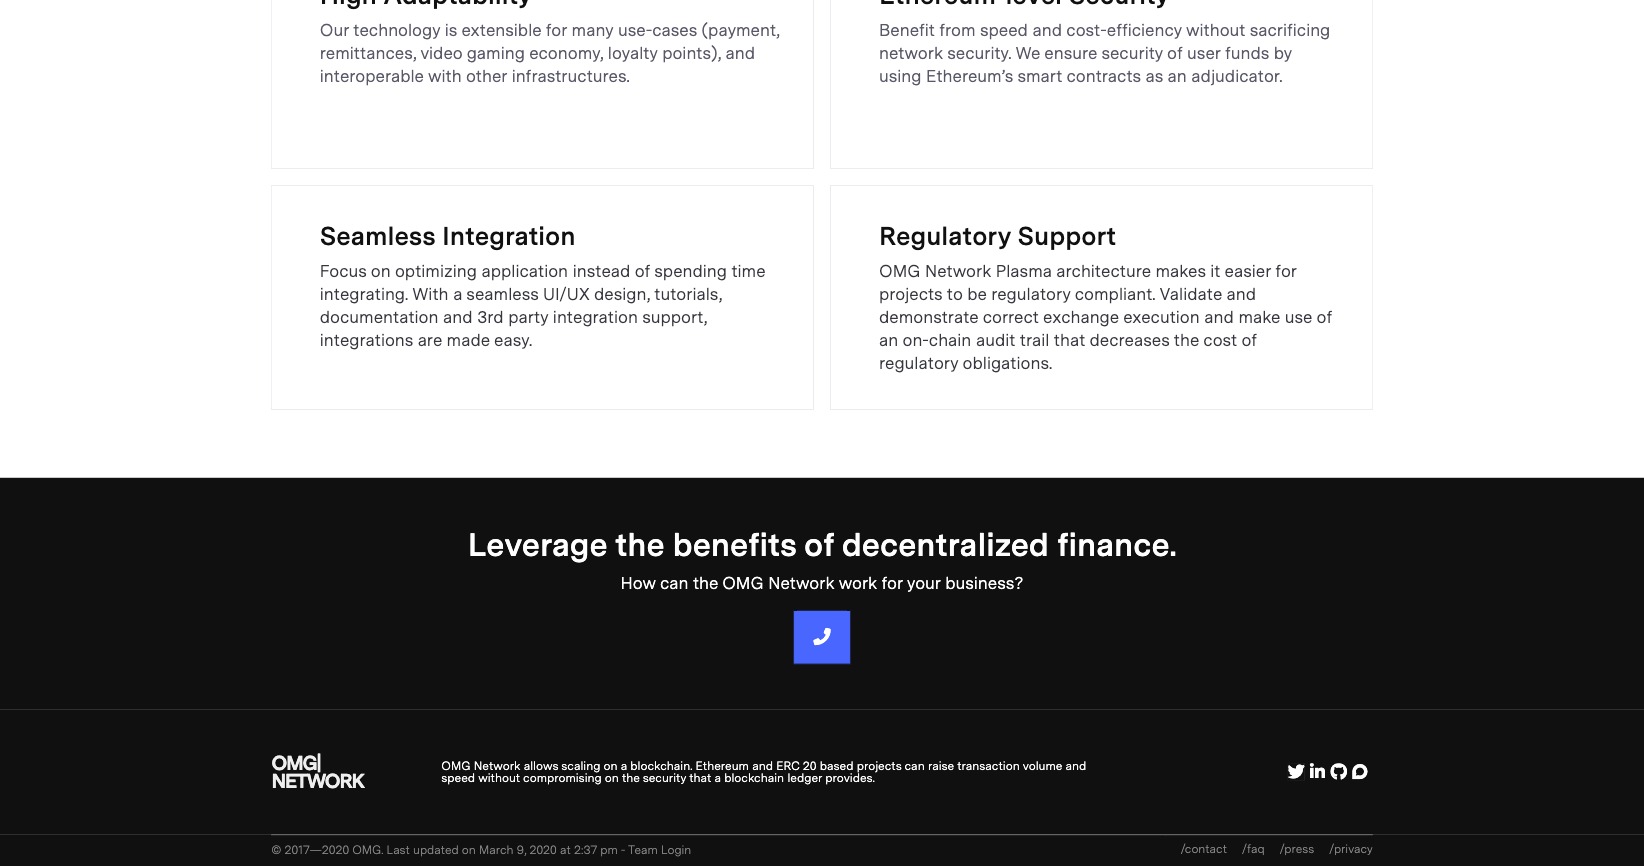 High Adaptability
Our technology is extensible for many use-cases (payment,
remittances, video gaming economy, loyalty points), and
interoperable with other infrastructures.
Ethereum-level Security
Benefit from speed and cost-efficiency without sacrificing
network security. We ensure security of user funds by
using Ethereum’s smart contracts as an adjudicator.
Seamless Integration
Focus on optimizing application instead of spending time
integrating. With a seamless UI/UX design, tutorials,
documentation and 3rd party integration support,
integrations are made easy.
Regulatory Support
OMG Network Plasma architecture makes it easier for
projects to be regulatory compliant. Validate and
demonstrate correct exchange execution and make use of
an on-chain audit trail that decreases the cost of
regulatory obligations.
Leverage the benefits of decentralized finance.
How can the OMG Network work for your business?
OMG|
NETWORK
OMG Network allows scaling on a blockchain. Ethereum and ERC 20 based projects can raise transaction volume and
speed without compromising on the security that a blockchain ledger provides.
© 2017—2020 OMG. Last updated on March 9, 2020 at 2:37 pm - Team Login
/contact /faq /press /privacy